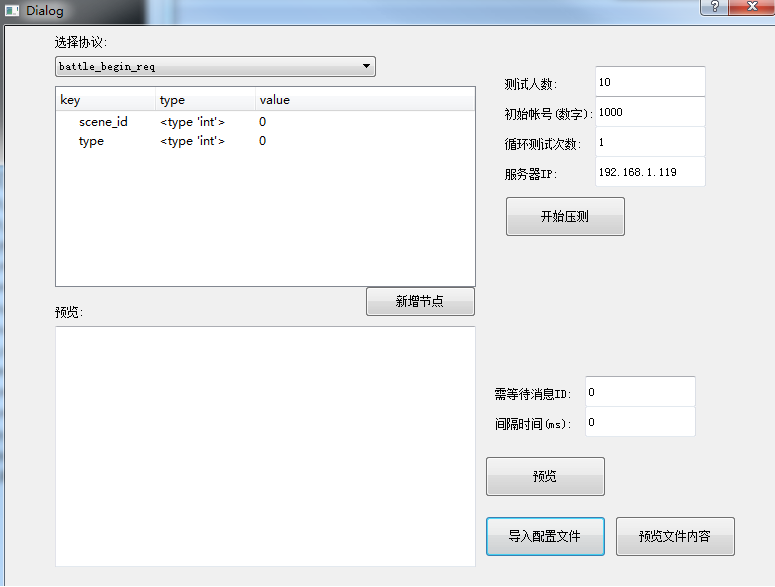 Dialog
选择协议:
battle_begin_req
key type value
scene_id <type 'int'> 0
type <type 'int'> 0
新增节点
预览:
测试人数: 10
初始帐号(数字): 1000
循环测试次数: 1
服务器IP: 192.168.1.119
开始压测
需等待消息ID: 0
间隔时间(ms): 0
预览
导入配置文件 预览文件内容